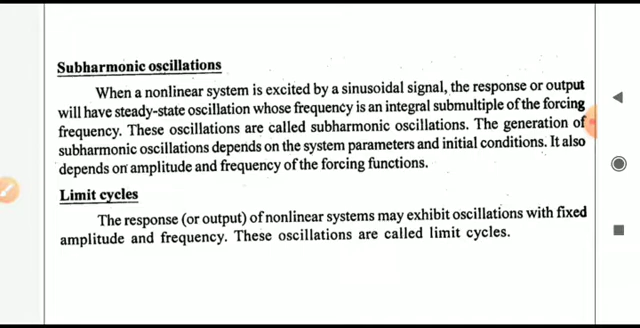 Subharmonic oscillations
When a nonlinear system is excited by a sinusoidal signal, the response or output
will have steady-state oscillation whose frequency is an integral submultiple of the forcing
frequency. These oscillations are called subharmonic oscillations. The generation of
subharmonic oscillations depends on the system parameters and initial conditions. It also
depends on amplitude and frequency of the forcing functions.
Limit cycles
The response (or output) of nonlinear systems may exhibit oscillations with fixed
amplitude and frequency. These oscillations are called limit cycles.